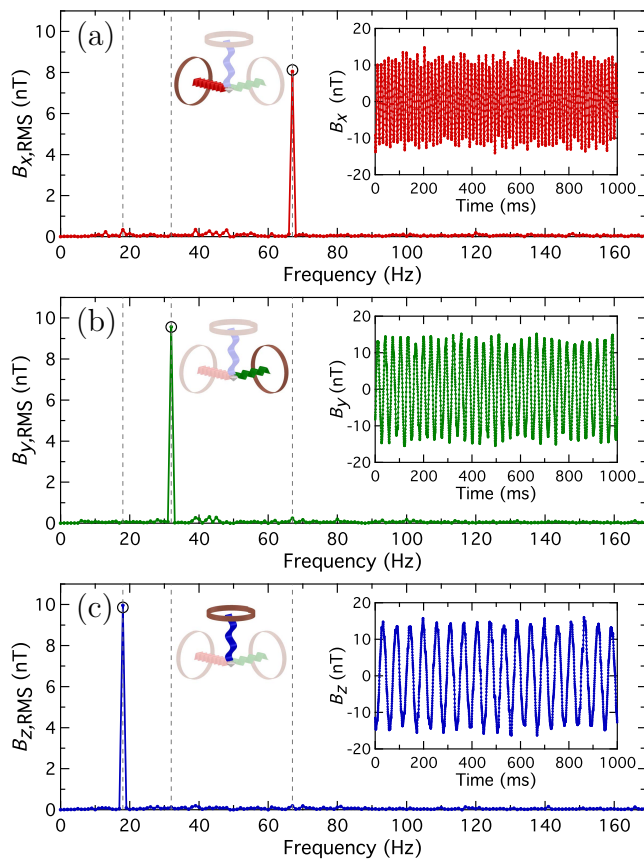 (a)
B_x,RMS (nT)
10
8
6
4
2
0
0 20 40 60 80 100 120 140 160
Frequency (Hz)
B_x (nT)
20
10
0
-10
-20
0 200 400 600 800 1000
Time (ms)
(b)
B_y,RMS (nT)
10
8
6
4
2
0
0 20 40 60 80 100 120 140 160
Frequency (Hz)
B_y (nT)
20
10
0
-10
-20
0 200 400 600 800 1000
Time (ms)
(c)
B_z,RMS (nT)
10
8
6
4
2
0
0 20 40 60 80 100 120 140 160
Frequency (Hz)
B_z (nT)
20
10
0
-10
-20
0 200 400 600 800 1000
Time (ms)